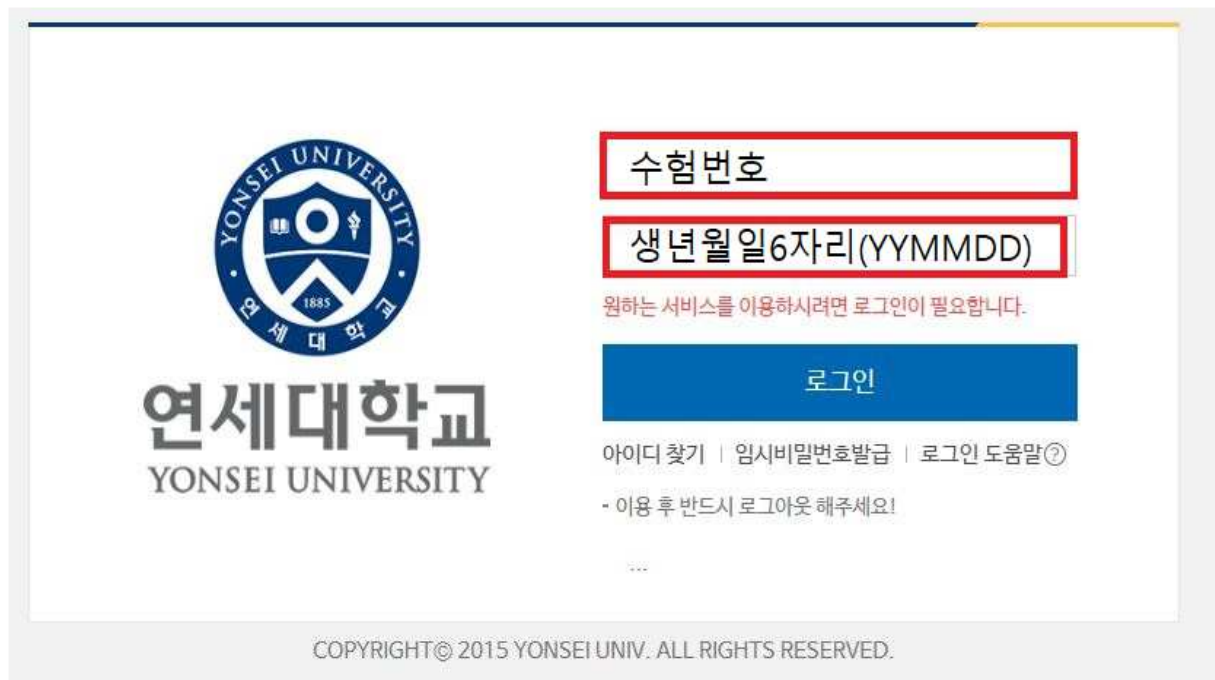 YONSEI UNIVERSITY
1885
연세대학교
연세대학교
YONSEI UNIVERSITY
수험번호
생년월일6자리(YYMMDD)
원하는 서비스를 이용하시려면 로그인이 필요합니다.
로그인
아이디 찾기 | 임시비밀번호발급 | 로그인 도움말?
- 이용 후 반드시 로그아웃 해주세요!
...
COPYRIGHT© 2015 YONSEI UNIV. ALL RIGHTS RESERVED.